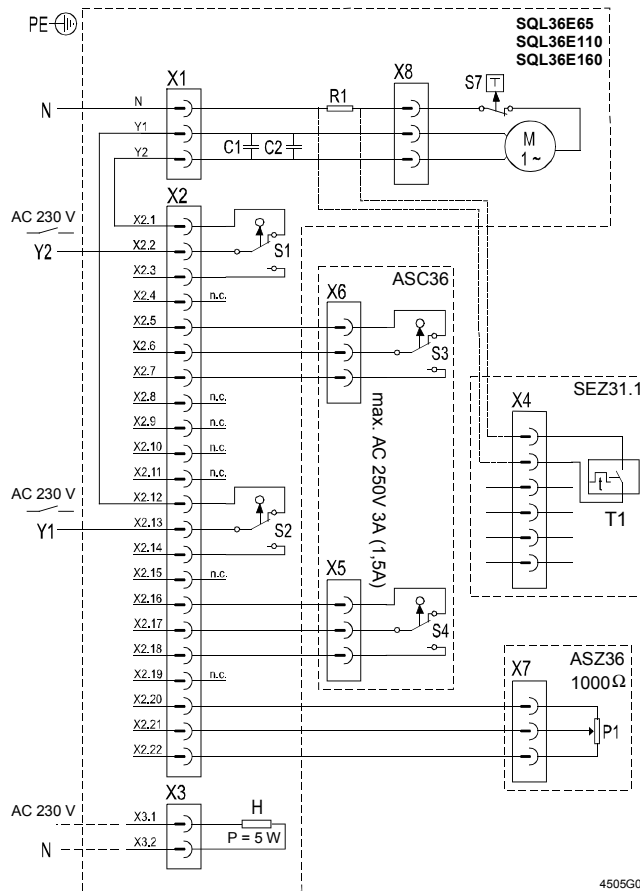 PE
SQL36E65
SQL36E110
SQL36E160
X1
X8
S7
T
N
N
R1
Y1
C1
C2
M
1 ~
Y2
X2
AC 230 V
Y2
X2.1
X2.2
S1
X2.3
X2.4
n.c.
ASC36
X6
X2.5
X2.6
S3
X2.7
X2.8
n.c.
X2.9
n.c.
X2.10
n.c.
X2.11
n.c.
max. AC 250V 3A (1,5A)
SEZ31.1
X4
t
T1
AC 230 V
Y1
X2.12
X2.13
S2
X2.14
X2.15
n.c.
X5
X2.16
X2.17
S4
X2.18
X2.19
n.c.
ASZ36
1000Ω
X7
X2.20
X2.21
P1
X2.22
X3
AC 230 V
X3.1
H
P = 5 W
N
X3.2
4505G0